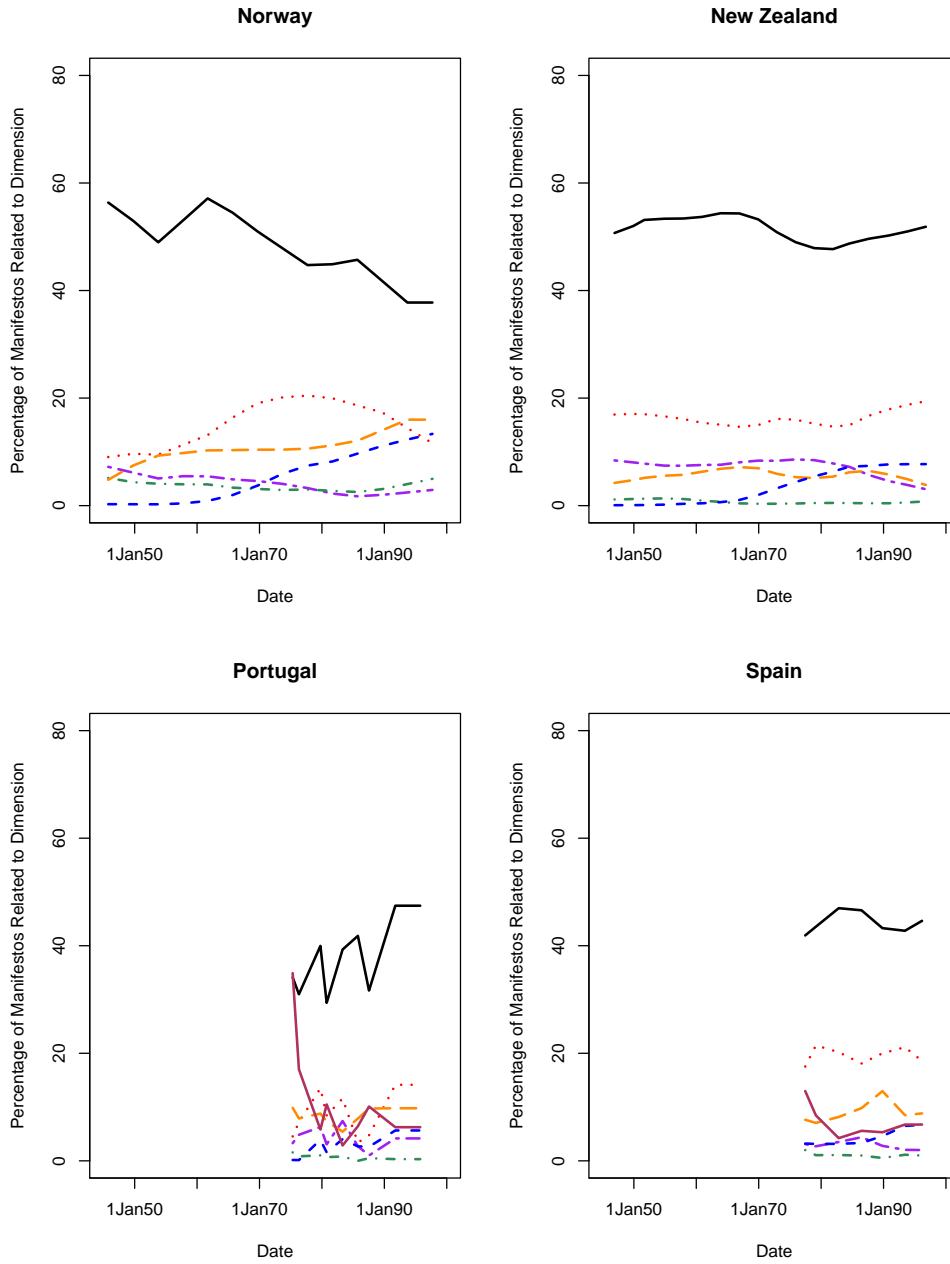 Norway
Percentage of Manifestos Related to Dimension
80
60
40
20
0
1Jan50
1Jan70
1Jan90
Date
New Zealand
Percentage of Manifestos Related to Dimension
80
60
40
20
0
1Jan50
1Jan70
1Jan90
Date
Portugal
Percentage of Manifestos Related to Dimension
80
60
40
20
0
1Jan50
1Jan70
1Jan90
Date
Spain
Percentage of Manifestos Related to Dimension
80
60
40
20
0
1Jan50
1Jan70
1Jan90
Date